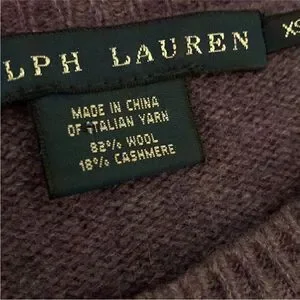 LPH LAUREN
XS
MADE IN CHINA
OF ITALIAN YARN
82% WOOL
18% CASHMERE